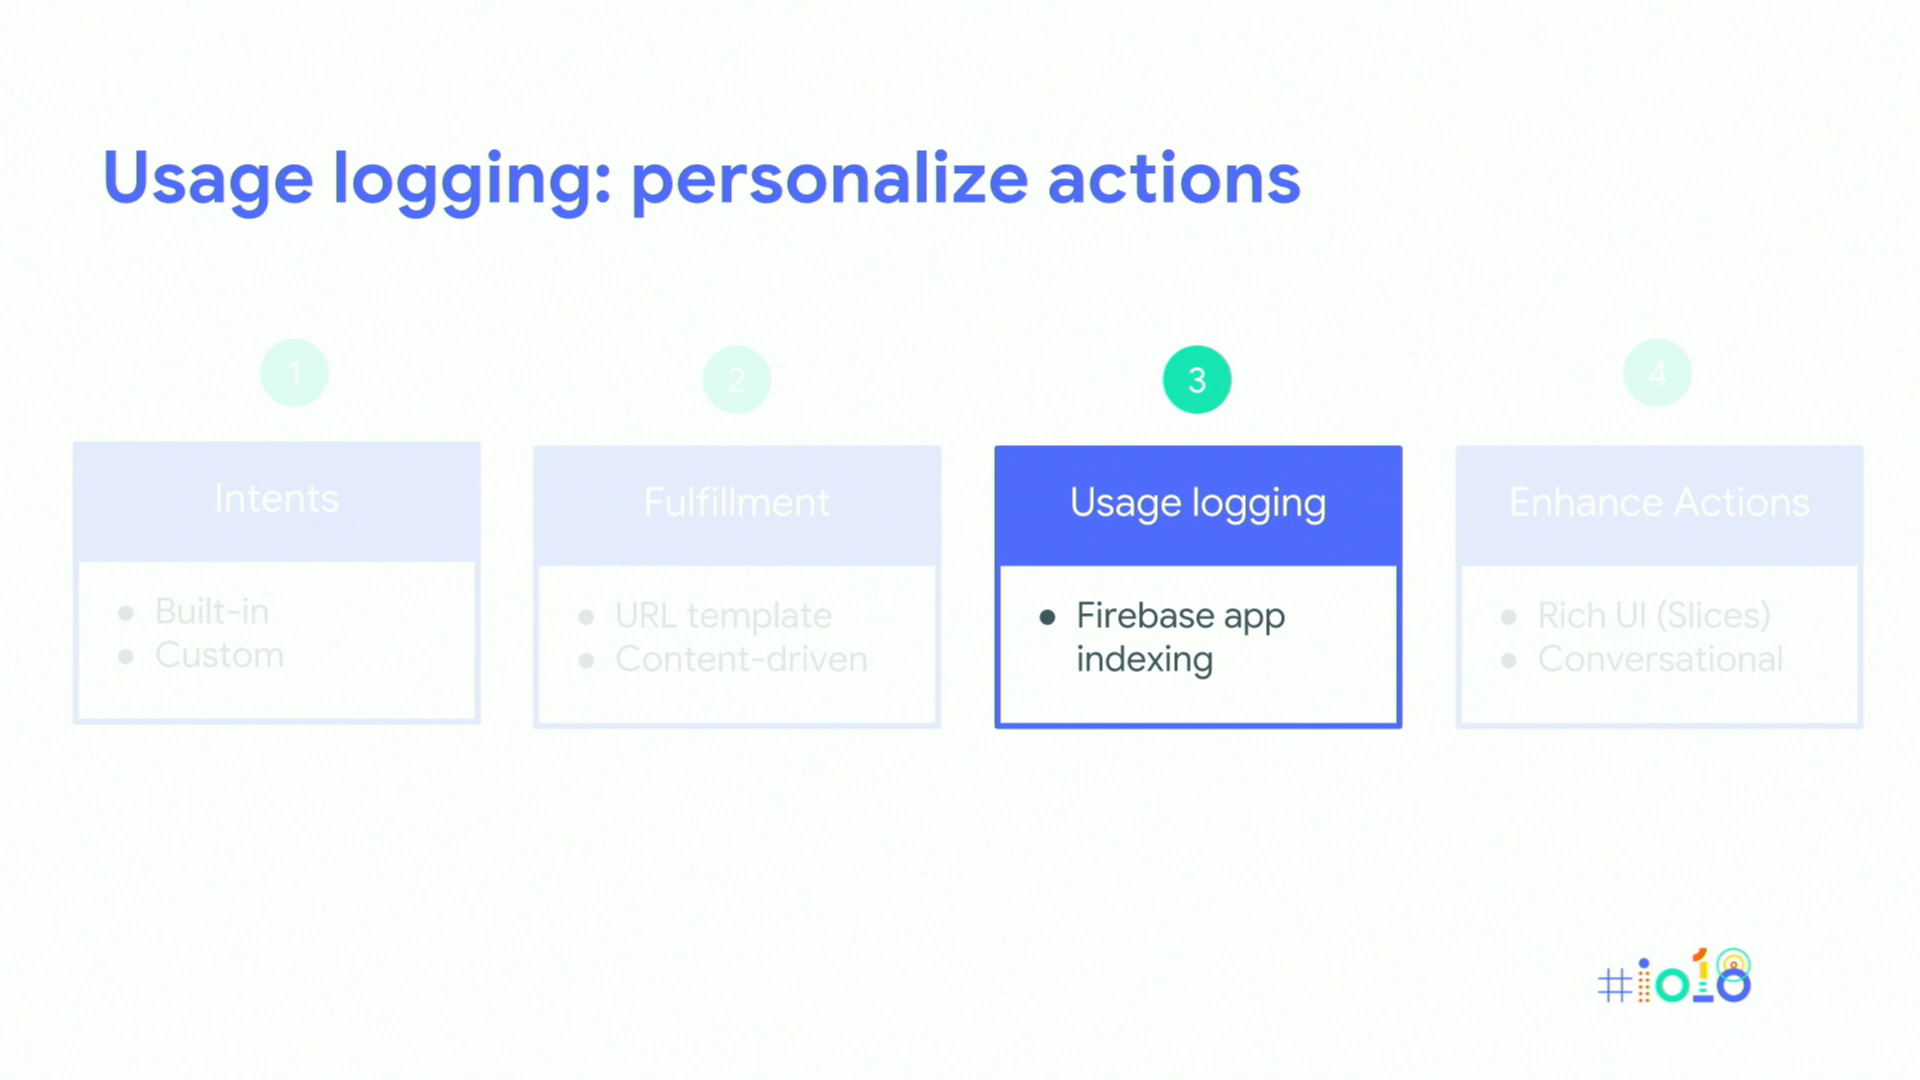 Usage logging: personalize actions
1
2
3
4
Intents
Built-in
Custom
Fulfillment
URL template
Content-driven
Usage logging
Firebase app
indexing
Enhance Actions
Rich UI (Slices)
Conversational
#io18